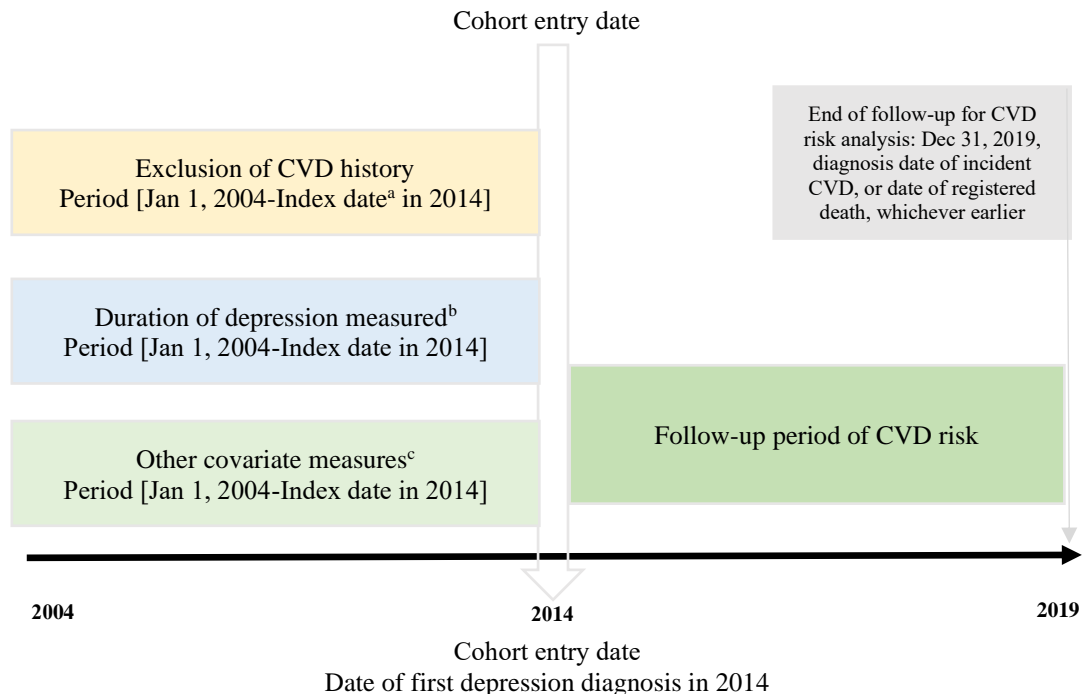 Cohort entry date
End of follow-up for CVD
risk analysis: Dec 31, 2019,
diagnosis date of incident
CVD, or date of registered
death, whichever earlier
Exclusion of CVD history
Period [Jan 1, 2004-Index dateᵃ in 2014]
Duration of depression measuredᵇ
Period [Jan 1, 2004-Index date in 2014]
Follow-up period of CVD risk
Other covariate measuresᶜ
Period [Jan 1, 2004-Index date in 2014]
2004
2014
2019
Cohort entry date
Date of first depression diagnosis in 2014